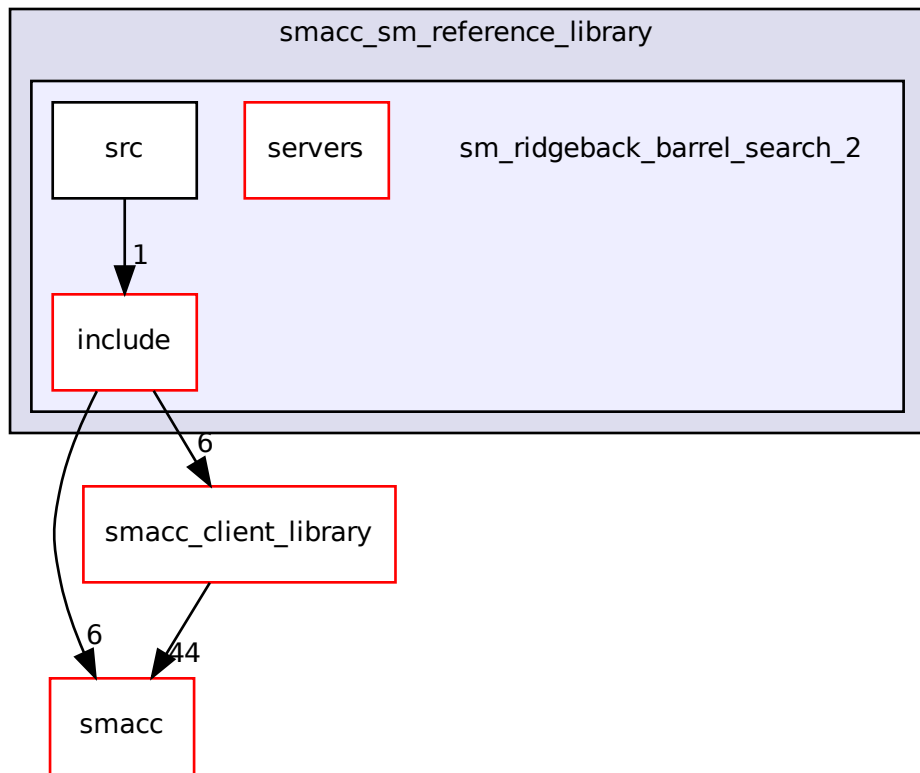 smacc_sm_reference_library
src
servers
sm_ridgeback_barrel_search_2
1
include
6
smacc_client_library
6
44
smacc